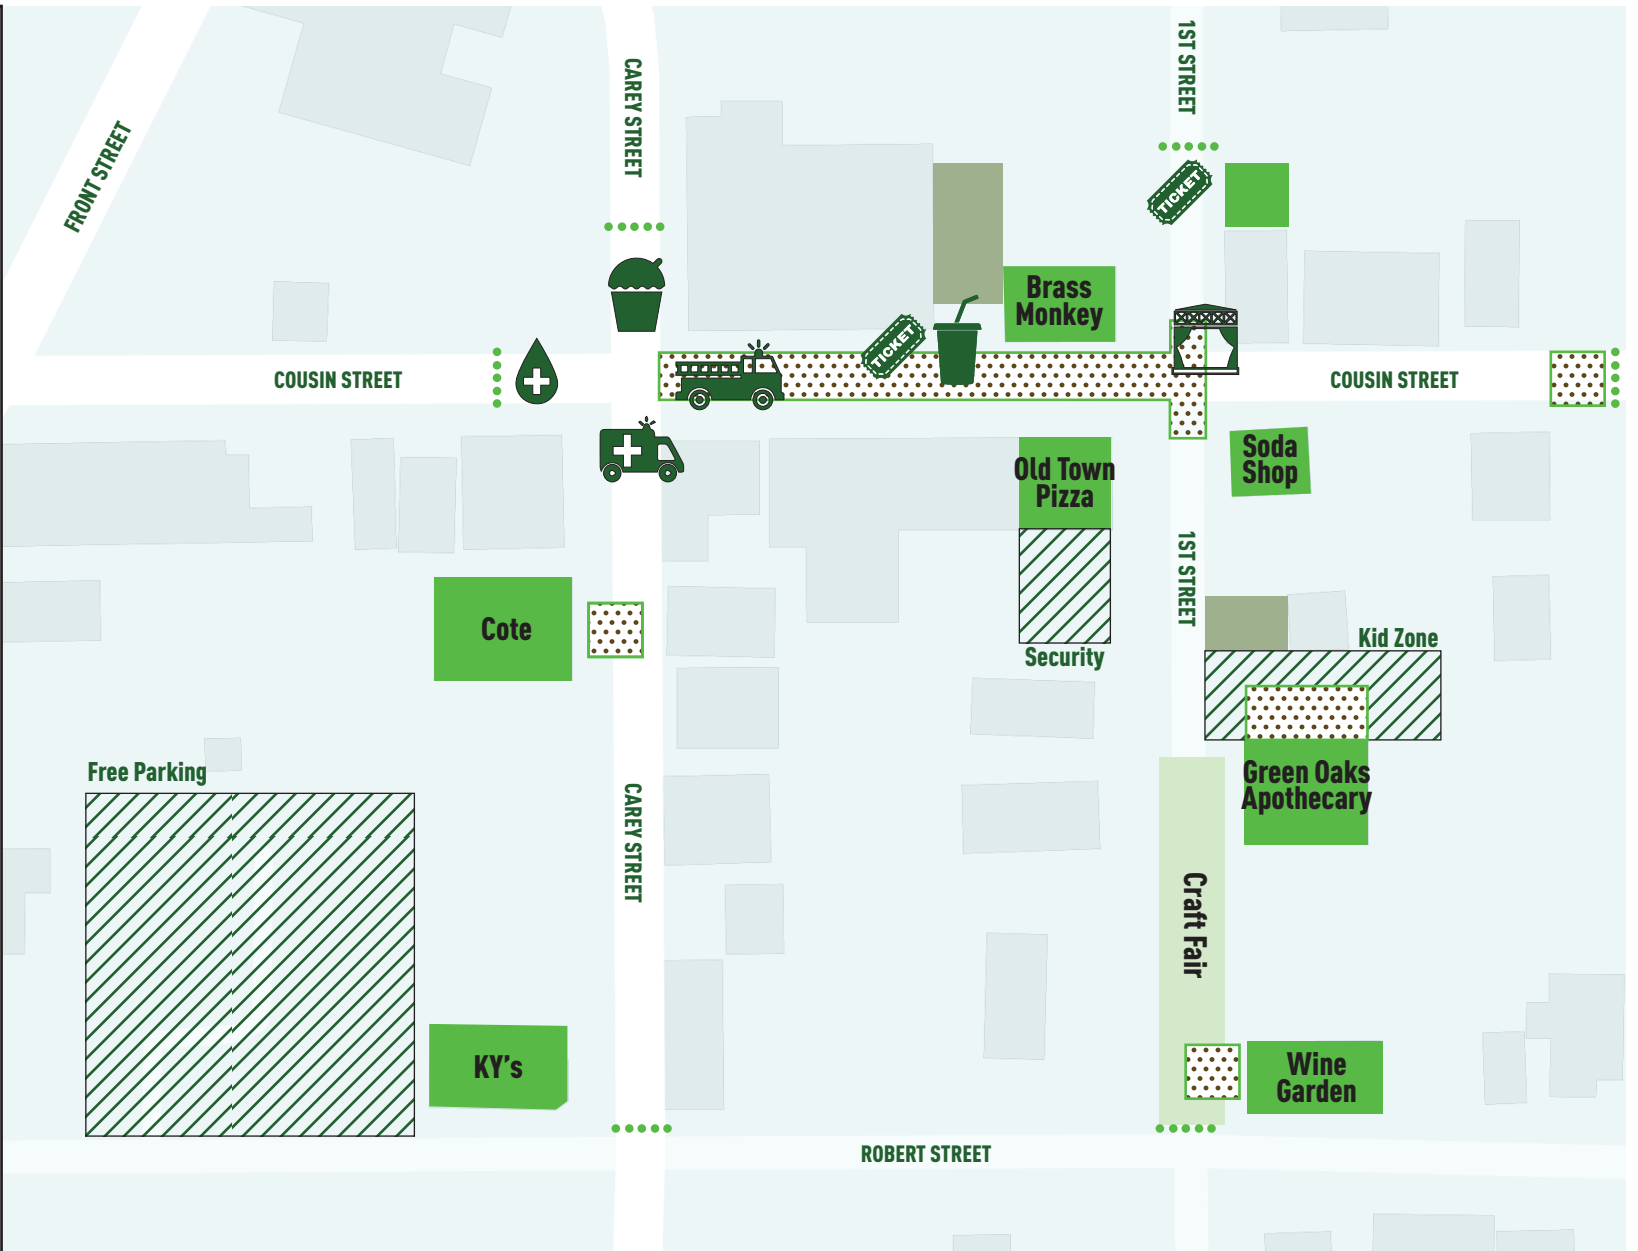 1ST STREET
CAREY STREET
FRONT STREET
TICKET
Brass
Monkey
TICKET
COUSIN STREET
COUSIN STREET
Soda
Shop
Old Town
Pizza
1ST STREET
Cote
Kid Zone
Security
Free Parking
Green Oaks
Apothecary
CAREY STREET
Craft Fair
KY's
Wine
Garden
ROBERT STREET